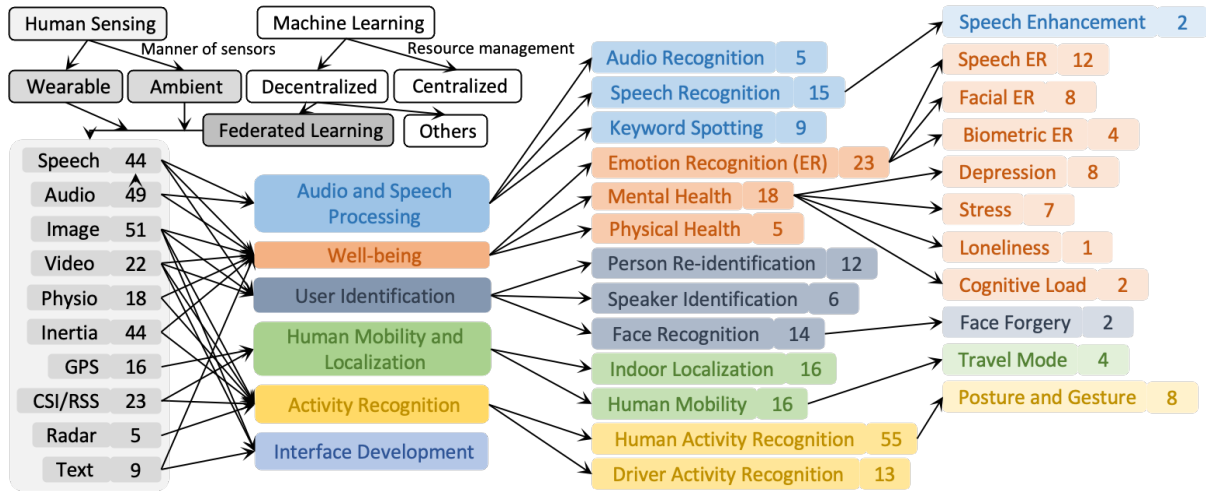 Human Sensing
Machine Learning
Manner of sensors
Resource management
Wearable
Ambient
Decentralized
Centralized
Federated Learning
Others
Speech 44
Audio 49
Image 51
Video 22
Physio 18
Inertia 44
GPS 16
CSI/RSS 23
Radar 5
Text 9
Audio and Speech
Processing
Well-being
User Identification
Human Mobility and
Localization
Activity Recognition
Interface Development
Audio Recognition 5
Speech Recognition 15
Keyword Spotting 9
Emotion Recognition (ER) 23
Mental Health 18
Physical Health 5
Person Re-identification 12
Speaker Identification 6
Face Recognition 14
Indoor Localization 16
Human Mobility 16
Human Activity Recognition 55
Driver Activity Recognition 13
Speech Enhancement 2
Speech ER 12
Facial ER 8
Biometric ER 4
Depression 8
Stress 7
Loneliness 1
Cognitive Load 2
Face Forgery 2
Travel Mode 4
Posture and Gesture 8